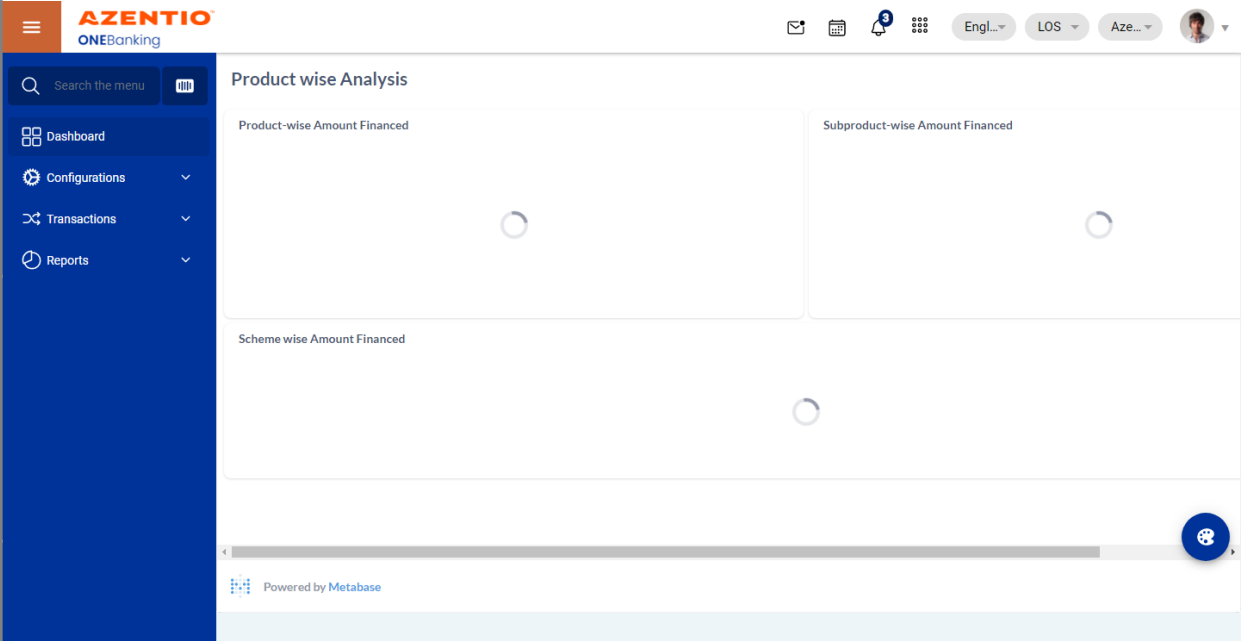 AZENTIO™
ONEBanking
3
Engl...
LOS
Aze...
Search the menu
Dashboard
Configurations
Transactions
Reports
Product wise Analysis
Product-wise Amount Financed
Subproduct-wise Amount Financed
Scheme wise Amount Financed
Powered by Metabase